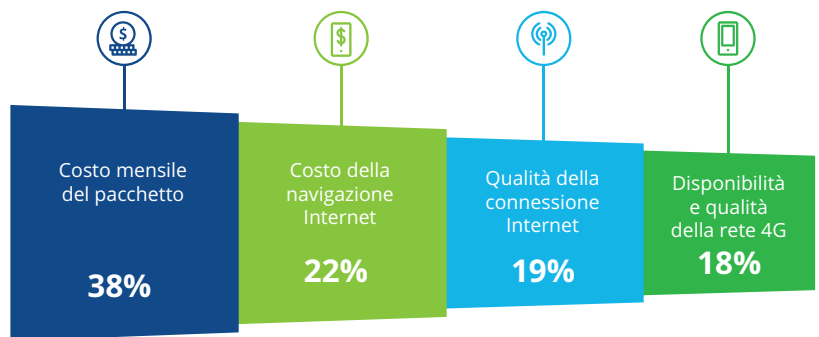 $
$
Costo mensile
del pacchetto
38%
Costo della
navigazione
Internet
22%
Qualità della
connessione
Internet
19%
Disponibilità
e qualità
della rete 4G
18%